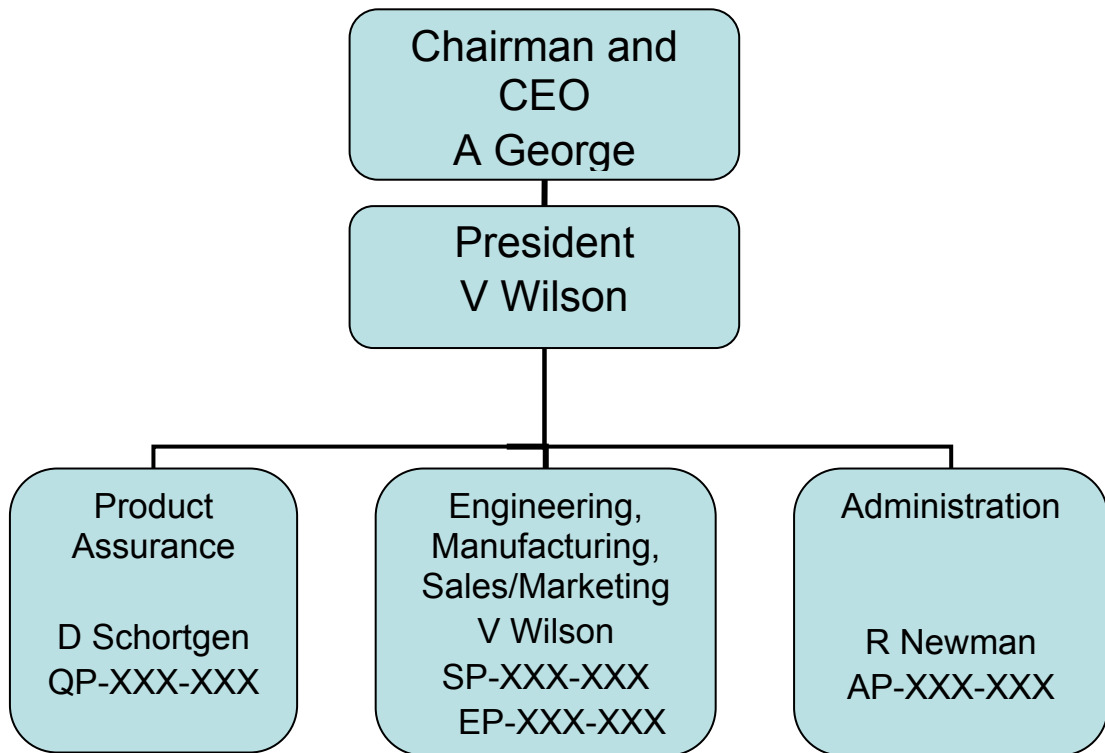 Chairman and
CEO
A George
President
V Wilson
Product
Assurance
D Schortgen
QP-XXX-XXX
Engineering,
Manufacturing,
Sales/Marketing
V Wilson
SP-XXX-XXX
EP-XXX-XXX
Administration
R Newman
AP-XXX-XXX